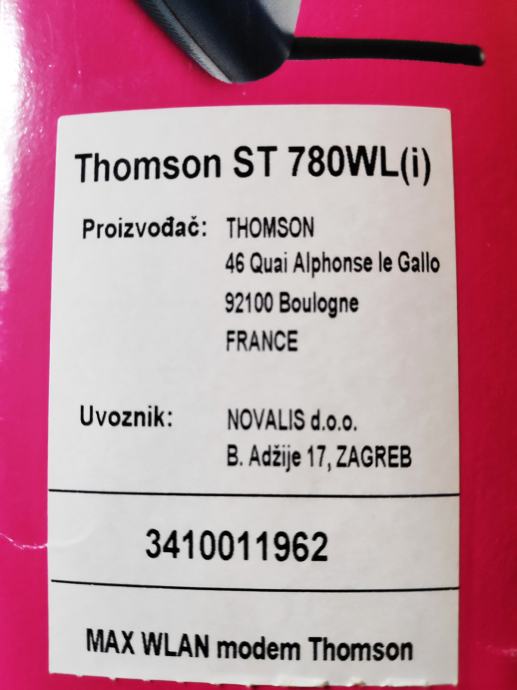 Thomson ST 780WL(i)
Proizvođač: THOMSON
46 Quai Alphonse le Gallo
92100 Boulogne
FRANCE
Uvoznik: NOVALIS d.o.o.
B. Adžije 17, ZAGREB
3410011962
MAX WLAN modem Thomson